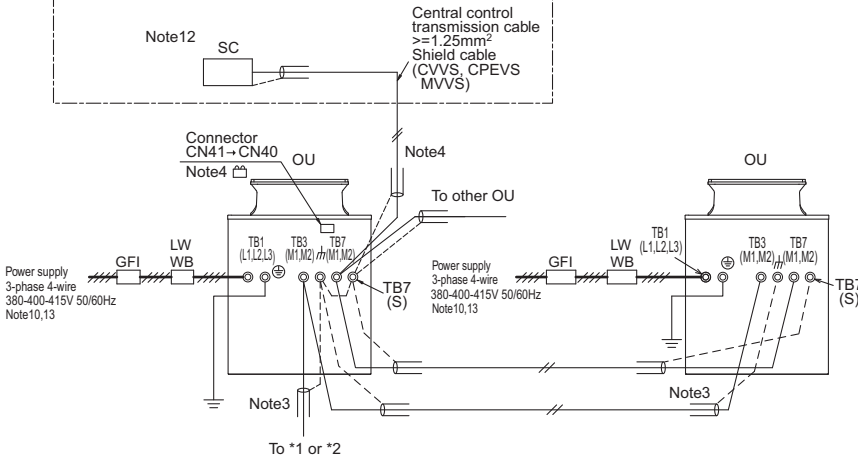 Central control
transmission cable
>=1.25mm²
Shield cable
(CVVS, CPEVS
MVVS)
Note12
SC
Connector
CN41→CN40
Note4
OU
Note4
To other OU
OU
TB1
(L1,L2,L3)
TB3
(M1,M2)
TB7
(M1,M2)
TB7
(S)
GFI
LW
WB
Power supply
3-phase 4-wire
380-400-415V 50/60Hz
Note10,13
Power supply
3-phase 4-wire
380-400-415V 50/60Hz
Note10,13
GFI
LW
WB
TB1
(L1,L2,L3)
TB3
(M1,M2)
TB7
(M1,M2)
TB7
(S)
Note3
Note3
To *1 or *2